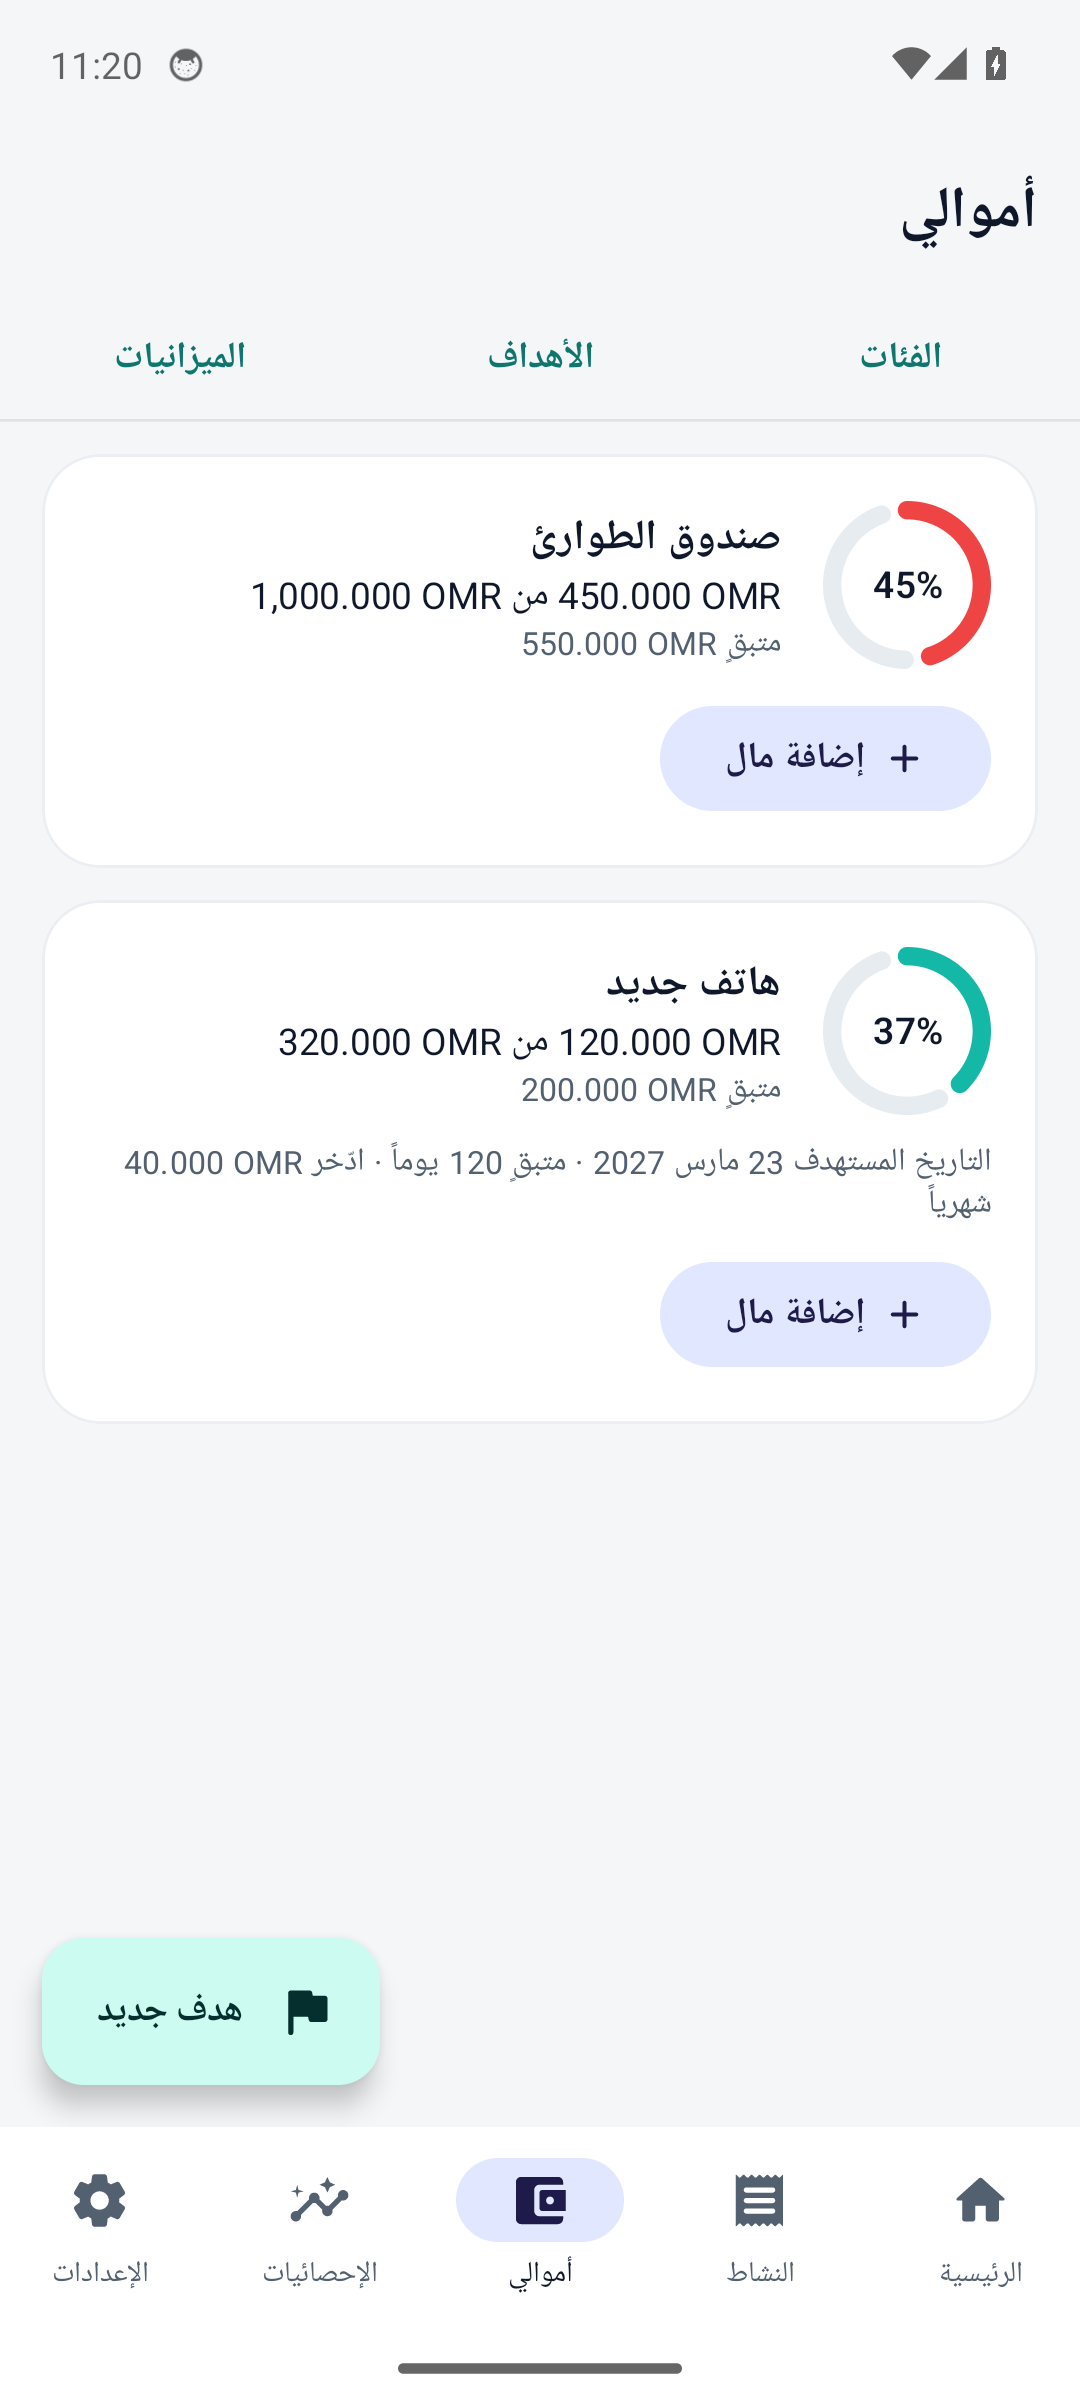 11:20
أموالي
الفئات
الأهداف
الميزانيات
45%
صندوق الطوارئ
450.000 OMR من 1,000.000 OMR
متبقٍ 550.000 OMR
إضافة مال
37%
هاتف جديد
120.000 OMR من 320.000 OMR
متبقٍ 200.000 OMR
التاريخ المستهدف 23 مارس 2027 · متبقٍ 120 يوماً · ادّخر 40.000 OMR
شهرياً
إضافة مال
هدف جديد
الرئيسية
النشاط
أموالي
الإحصائيات
الإعدادات